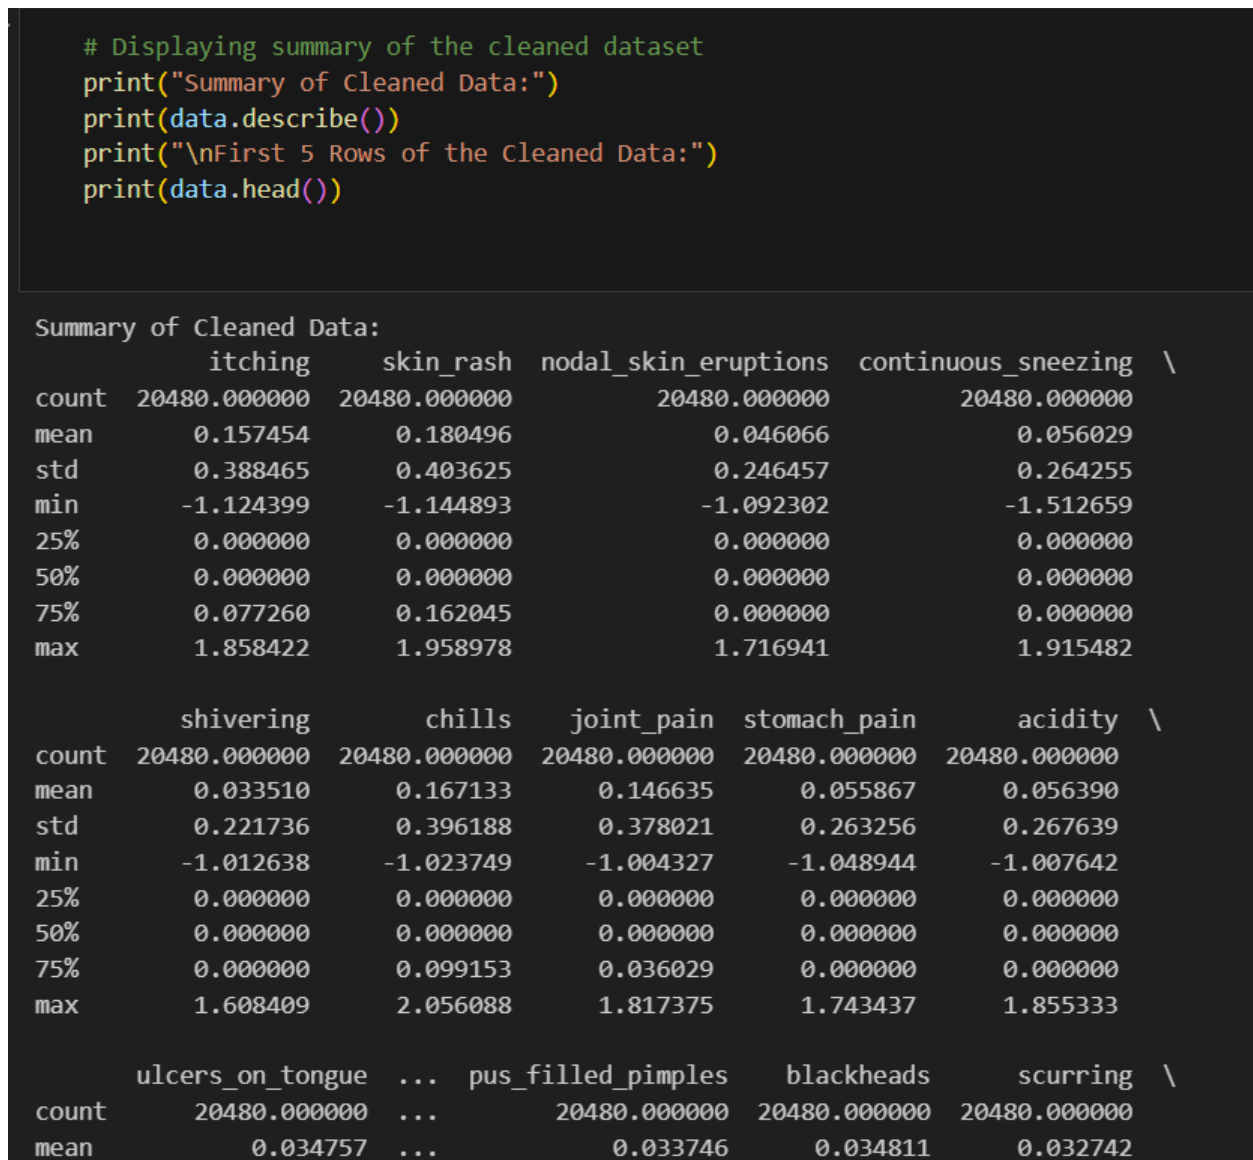 # Displaying summary of the cleaned dataset
print("Summary of Cleaned Data:")
print(data.describe())
print("\nFirst 5 Rows of the Cleaned Data:")
print(data.head())
Summary of Cleaned Data:
            itching     skin_rash  nodal_skin_eruptions  continuous_sneezing  \
count  20480.000000  20480.000000          20480.000000         20480.000000
mean       0.157454      0.180496              0.046066             0.056029
std        0.388465      0.403625              0.246457             0.264255
min       -1.124399     -1.144893             -1.092302            -1.512659
25%        0.000000      0.000000              0.000000             0.000000
50%        0.000000      0.000000              0.000000             0.000000
75%        0.077260      0.162045              0.000000             0.000000
max        1.858422      1.958978              1.716941             1.915482
          shivering        chills    joint_pain  stomach_pain       acidity  \
count  20480.000000  20480.000000  20480.000000  20480.000000  20480.000000
mean       0.033510      0.167133      0.146635      0.055867      0.056390
std        0.221736      0.396188      0.378021      0.263256      0.267639
min       -1.012638     -1.023749     -1.004327     -1.048944     -1.007642
25%        0.000000      0.000000      0.000000      0.000000      0.000000
50%        0.000000      0.000000      0.000000      0.000000      0.000000
75%        0.000000      0.099153      0.036029      0.000000      0.000000
max        1.608409      2.056088      1.817375      1.743437      1.855333
       ulcers_on_tongue  ...  pus_filled_pimples    blackheads      scurring  \
count      20480.000000  ...        20480.000000  20480.000000  20480.000000
mean           0.034757  ...            0.033746      0.034811      0.032742